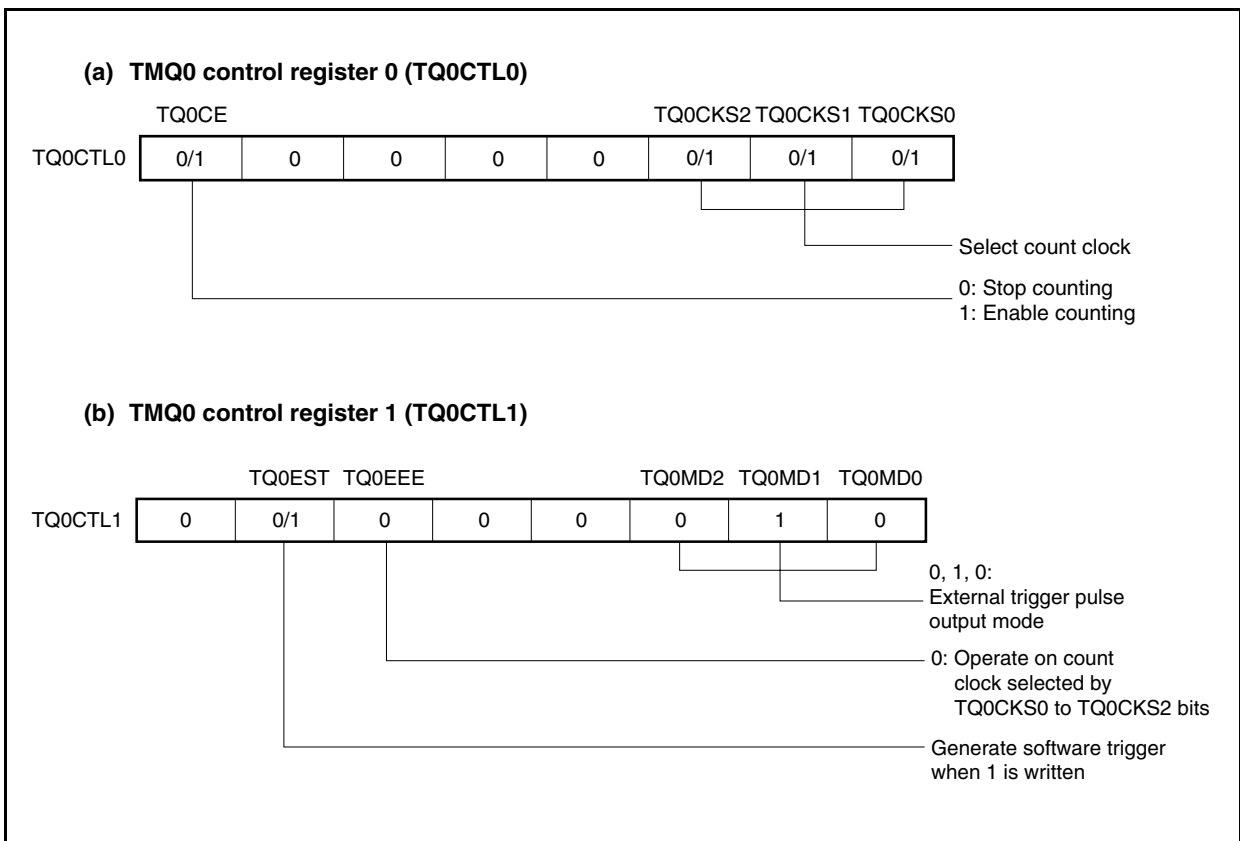 (a) TMQ0 control register 0 (TQ0CTL0)
TQ0CE TQ0CKS2 TQ0CKS1 TQ0CKS0
TQ0CTL0 0/1 0 0 0 0 0/1 0/1 0/1
Select count clock
0: Stop counting
1: Enable counting
(b) TMQ0 control register 1 (TQ0CTL1)
TQ0EST TQ0EEE TQ0MD2 TQ0MD1 TQ0MD0
TQ0CTL1 0 0/1 0 0 0 0 1 0
0, 1, 0:
External trigger pulse
output mode
0: Operate on count
clock selected by
TQ0CKS0 to TQ0CKS2 bits
Generate software trigger
when 1 is written